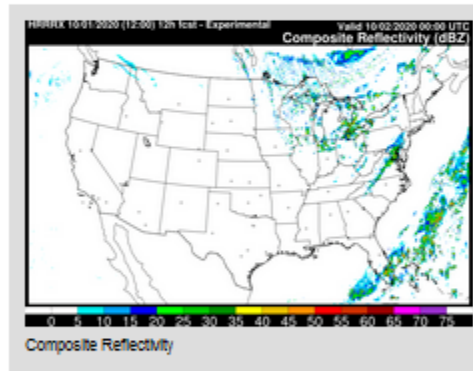 HRRRX 10/01/2020 (12:00) 12h fcst - Experimental
Valid 10/02/2020 00:00 UTC
Composite Reflectivity (dBZ)
0 5 10 15 20 25 30 35 40 45 50 55 60 65 70 75
Composite Reflectivity